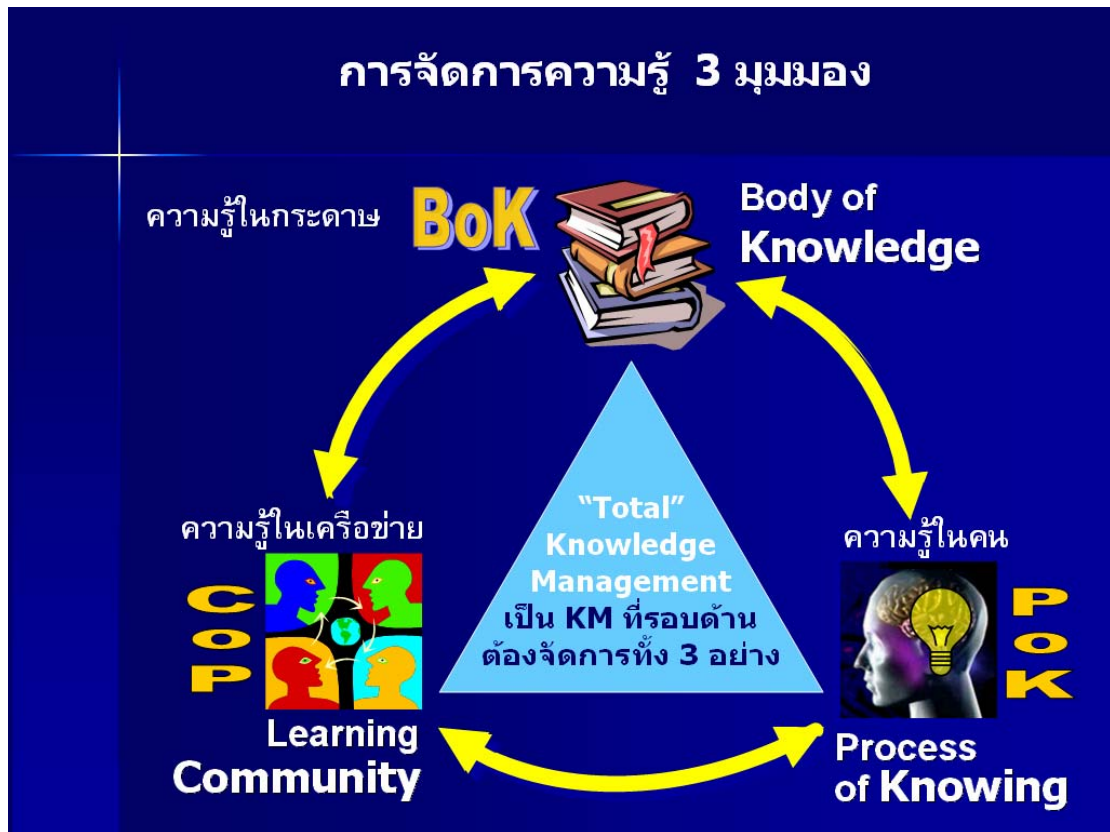 การจัดการความรู้ 3 มุมมอง
ความรู้ในกระดาษ
BoK
Body of
Knowledge
ความรู้ในเครือข่าย
CoP
Learning
Community
“Total”
Knowledge
Management
เป็น KM ที่รอบด้าน
ต้องจัดการทั้ง 3 อย่าง
ความรู้ในคน
PoK
Process
of Knowing